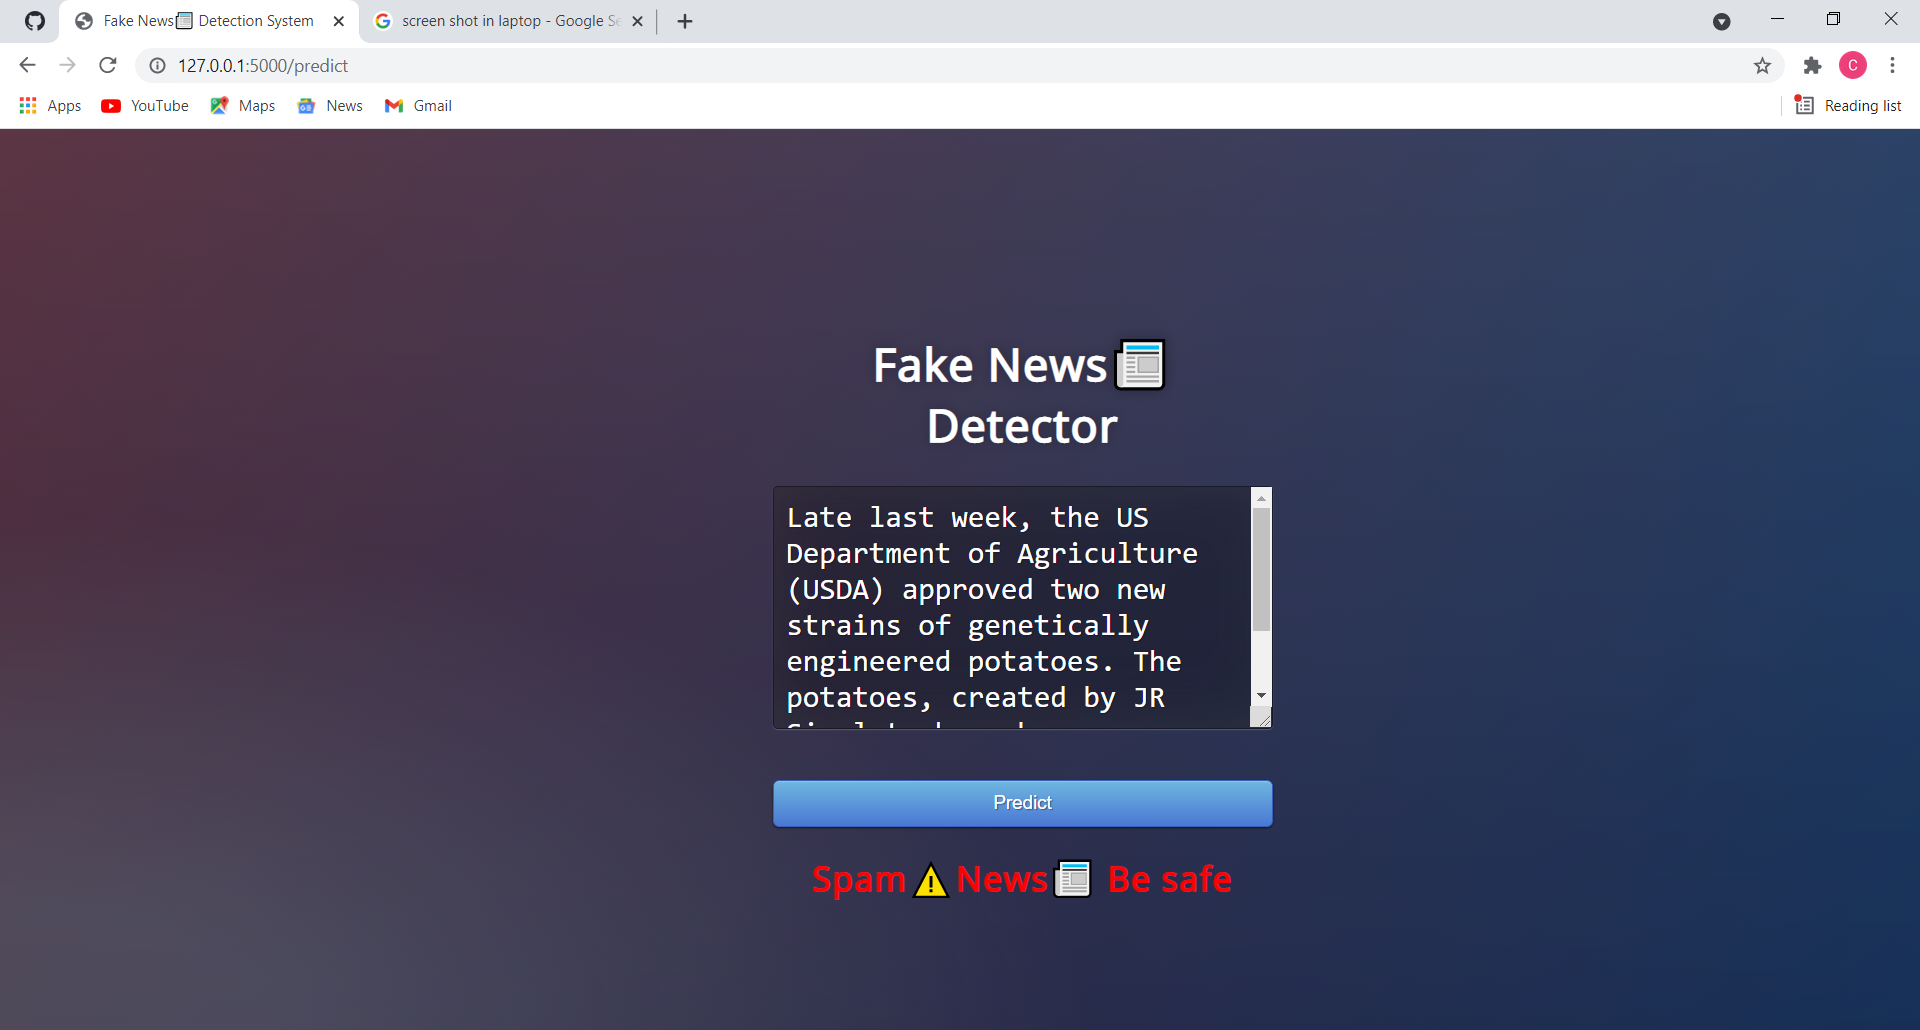 Fake News Detection System
screen shot in laptop - Google Se
127.0.0.1:5000/predict
C
Apps
YouTube
Maps
News
Gmail
Reading list
Fake News
Detector
Late last week, the US
Department of Agriculture
(USDA) approved two new
strains of genetically
engineered potatoes. The
potatoes, created by JR
Predict
Spam News Be safe